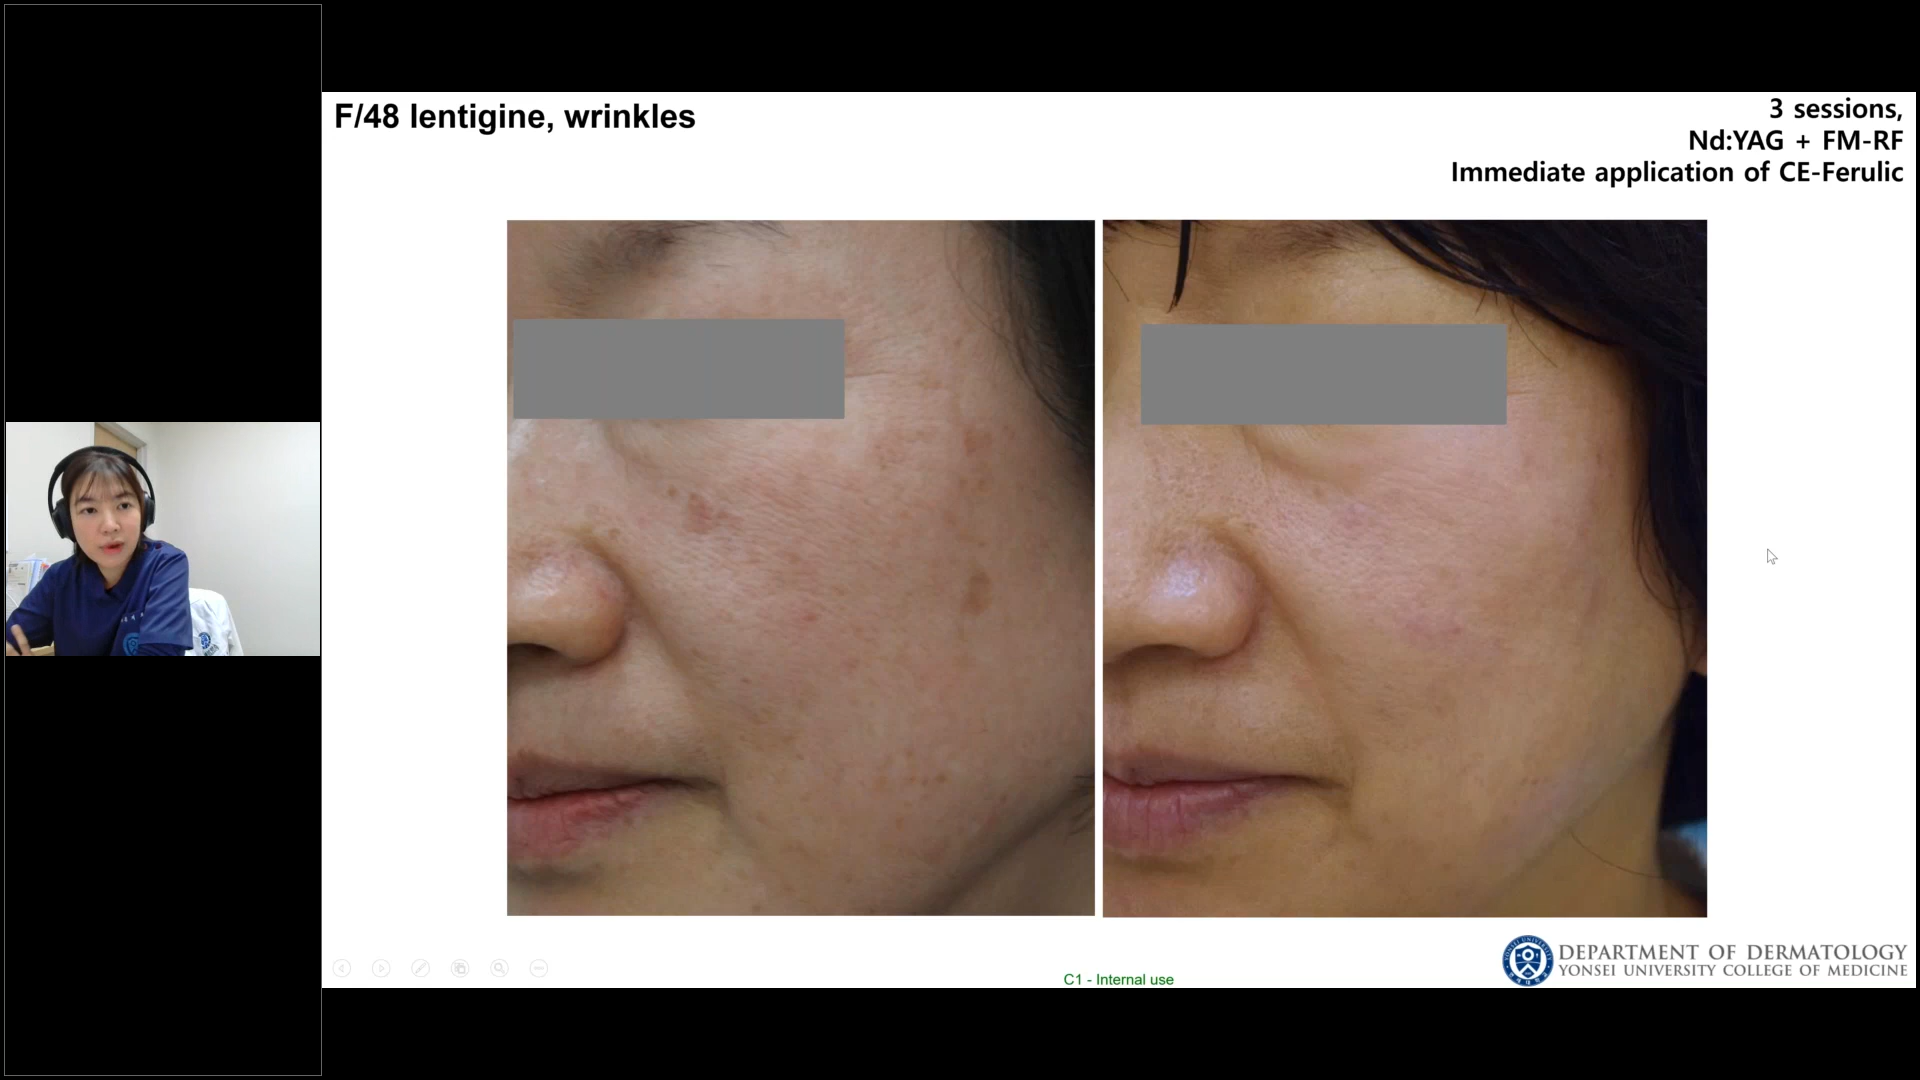 F/48 lentigine, wrinkles
3 sessions,
Nd:YAG + FM-RF
Immediate application of CE-Ferulic
C1 - Internal use
DEPARTMENT OF DERMATOLOGY
YONSEI UNIVERSITY COLLEGE OF MEDICINE